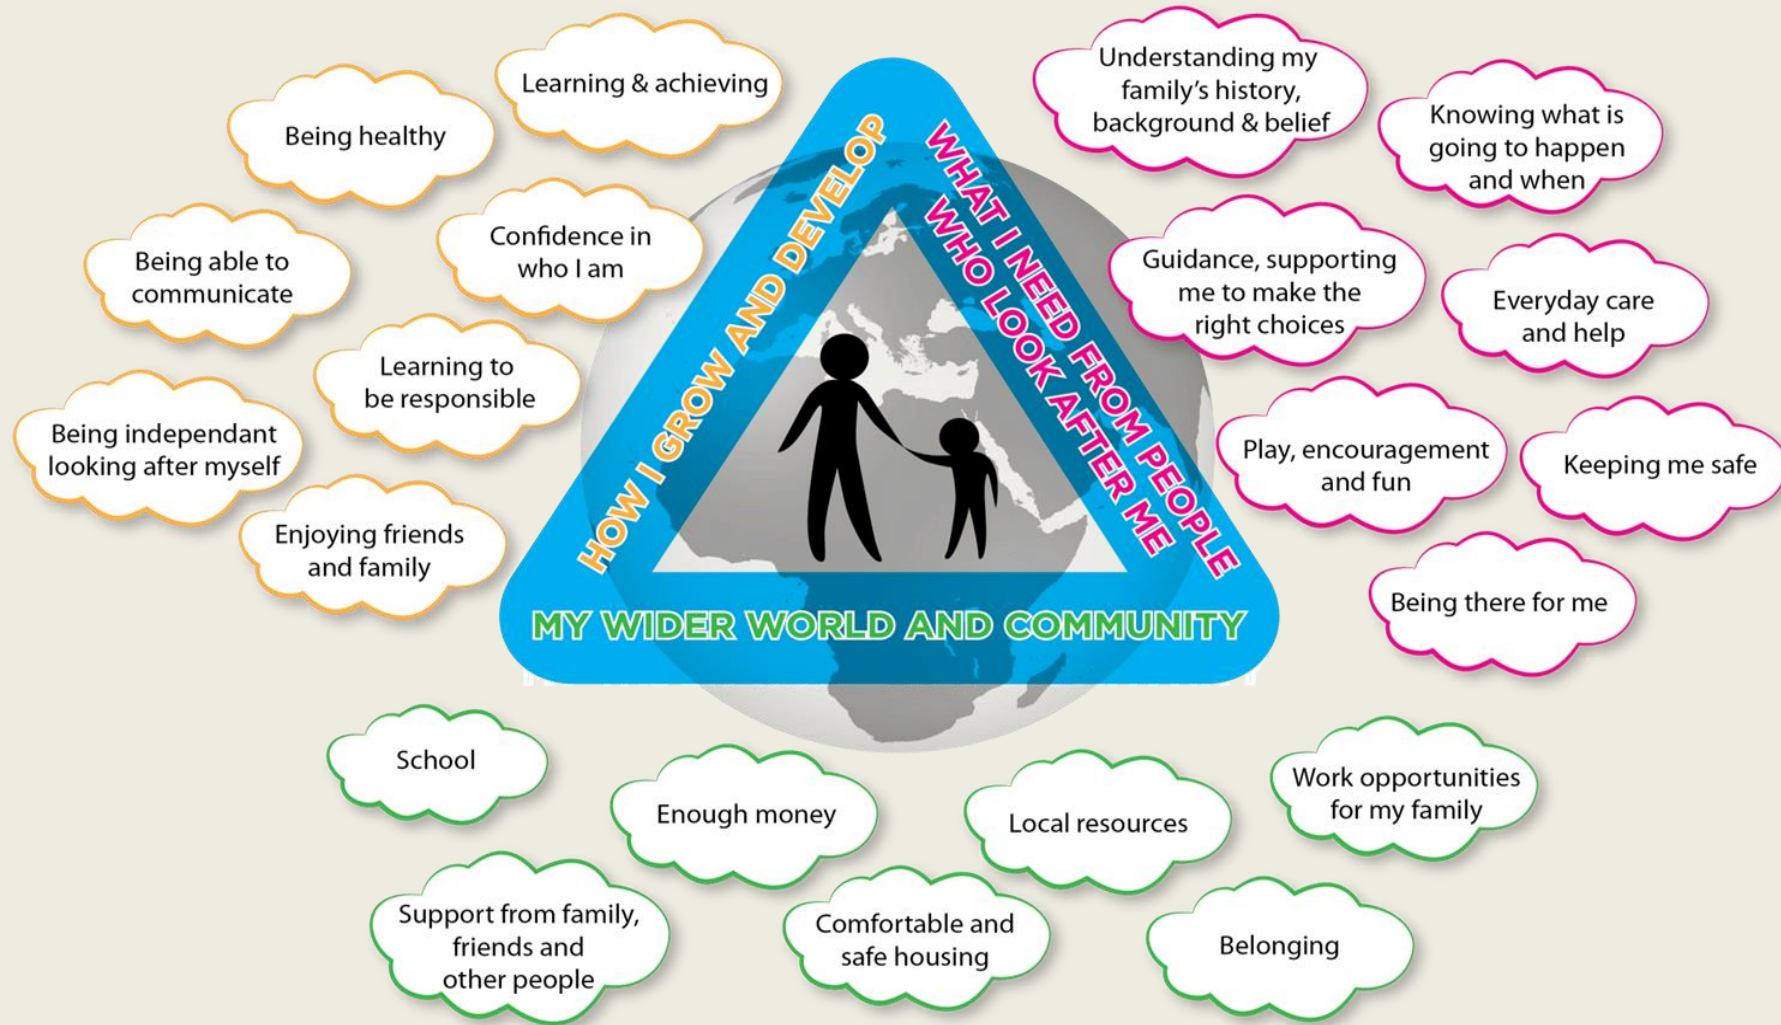 Learning & achieving
Being healthy
Confidence in
who I am
Being able to
communicate
Learning to
be responsible
Being independant
looking after myself
Enjoying friends
and family
HOW I GROW AND DEVELOP
WHAT I NEED FROM PEOPLE
WHO LOOK AFTER ME
MY WIDER WORLD AND COMMUNITY
Understanding my
family's history,
background & belief
Knowing what is
going to happen
and when
Guidance, supporting
me to make the
right choices
Everyday care
and help
Play, encouragement
and fun
Keeping me safe
Being there for me
School
Enough money
Local resources
Work opportunities
for my family
Support from family,
friends and
other people
Comfortable and
safe housing
Belonging